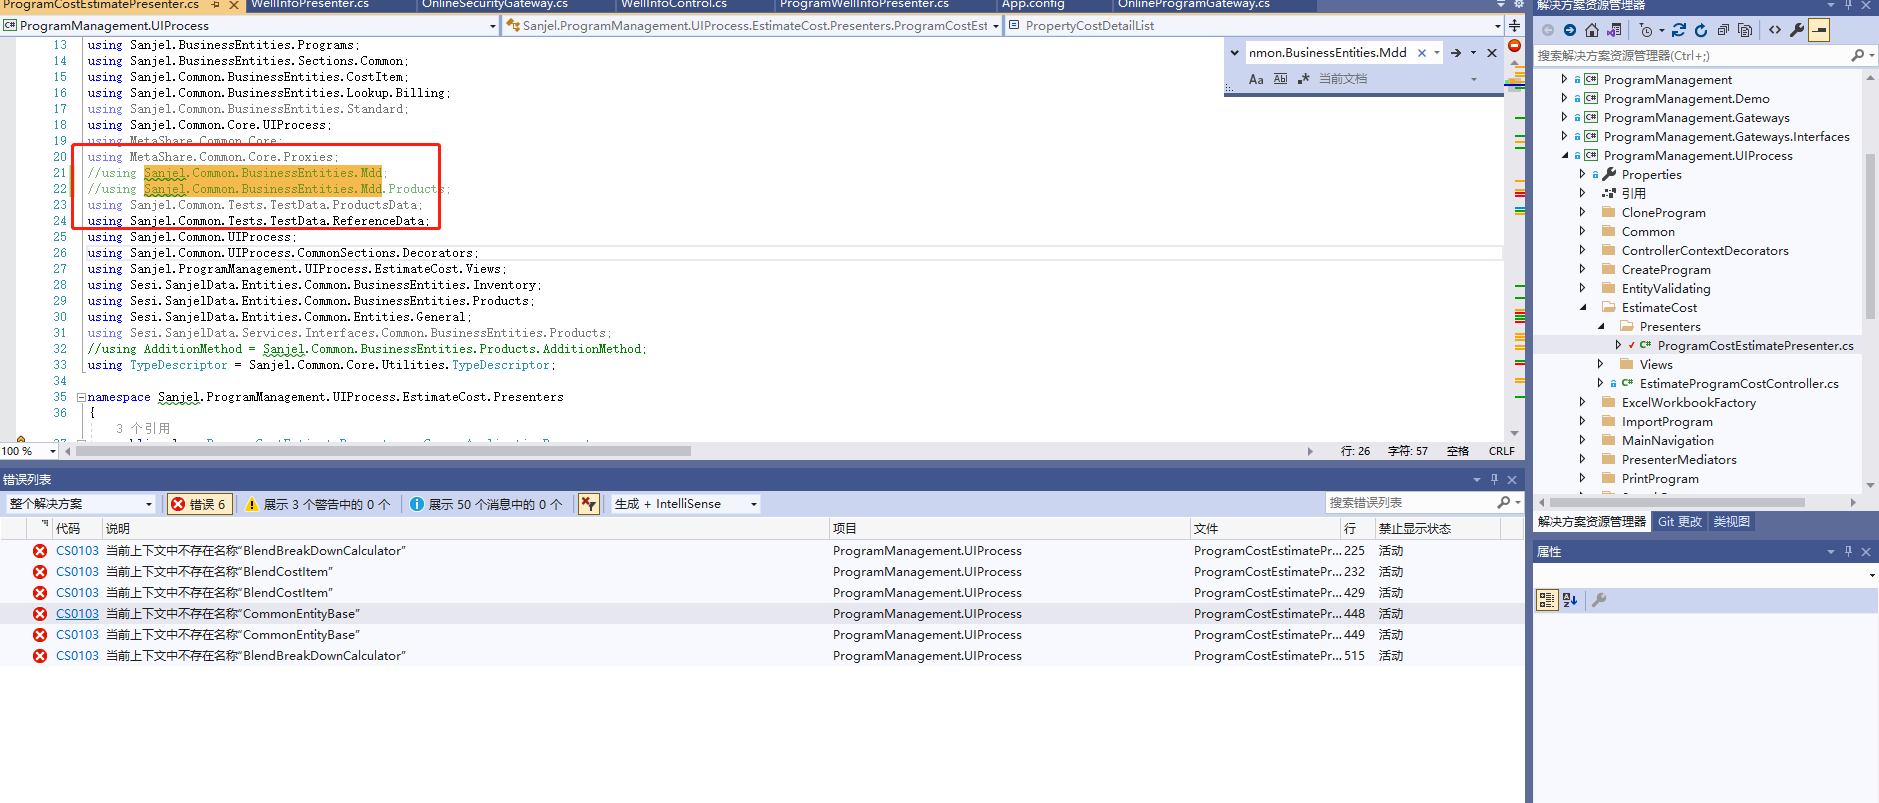 ProgramCostEstimatePresenter.cs
WellInfoPresenter.cs
OnlineSecurityGateway.cs
WellInfoControl.cs
ProgramWellInfoPresenter.cs
App.config
OnlineProgramGateway.cs
ProgramManagement.UIProcess
Sanjel.ProgramManagement.UIProcess.EstimateCost.Presenters.ProgramCostEst
PropertyCostDetailList
nmon.BusinessEntities.Mdd
Aa Ab 当前文档
13 using Sanjel.BusinessEntities.Programs;
14 using Sanjel.BusinessEntities.Sections.Common;
15 using Sanjel.Common.BusinessEntities.CostItem;
16 using Sanjel.Common.BusinessEntities.Lookup.Billing;
17 using Sanjel.Common.BusinessEntities.Standard;
18 using Sanjel.Common.Core.UIProcess;
19 using MetaShare.Common.Core;
20 using MetaShare.Common.Core.Proxies;
21 //using Sanjel.Common.BusinessEntities.Mdd;
22 //using Sanjel.Common.BusinessEntities.Mdd.Products;
23 using Sanjel.Common.Tests.TestData.ProductsData;
24 using Sanjel.Common.Tests.TestData.ReferenceData;
25 using Sanjel.Common.UIProcess;
26 using Sanjel.Common.UIProcess.CommonSections.Decorators;
27 using Sanjel.ProgramManagement.UIProcess.EstimateCost.Views;
28 using Sesi.SanjelData.Entities.Common.BusinessEntities.Inventory;
29 using Sesi.SanjelData.Entities.Common.BusinessEntities.Products;
30 using Sesi.SanjelData.Entities.Common.Entities.General;
31 using Sesi.SanjelData.Services.Interfaces.Common.BusinessEntities.Products;
32 //using AdditionMethod = Sanjel.Common.BusinessEntities.Products.AdditionMethod;
33 using TypeDescriptor = Sanjel.Common.Core.Utilities.TypeDescriptor;
34
35 namespace Sanjel.ProgramManagement.UIProcess.EstimateCost.Presenters
36 {
3 个引用
100 %
行: 26 字符: 57 空格 CRLF
错误列表
整个解决方案 错误 6 展示 3 个警告中的 0 个 展示 50 个消息中的 0 个 生成 + IntelliSense 搜索错误列表
代码 说明 项目 文件 行 禁止显示状态
CS0103 当前上下文中不存在名称“BlendBreakDownCalculator” ProgramManagement.UIProcess ProgramCostEstimatePr... 225 活动
CS0103 当前上下文中不存在名称“BlendCostItem” ProgramManagement.UIProcess ProgramCostEstimatePr... 232 活动
CS0103 当前上下文中不存在名称“BlendCostItem” ProgramManagement.UIProcess ProgramCostEstimatePr... 429 活动
CS0103 当前上下文中不存在名称“CommonEntityBase” ProgramManagement.UIProcess ProgramCostEstimatePr... 448 活动
CS0103 当前上下文中不存在名称“CommonEntityBase” ProgramManagement.UIProcess ProgramCostEstimatePr... 449 活动
CS0103 当前上下文中不存在名称“BlendBreakDownCalculator” ProgramManagement.UIProcess ProgramCostEstimatePr... 515 活动
解决方案资源管理器
搜索解决方案资源管理器(Ctrl+;)
C# ProgramManagement
C# ProgramManagement.Demo
C# ProgramManagement.Gateways
C# ProgramManagement.Gateways.Interfaces
C# ProgramManagement.UIProcess
Properties
引用
CloneProgram
Common
ControllerContextDecorators
CreateProgram
EntityValidating
EstimateCost
Presenters
C# ProgramCostEstimatePresenter.cs
Views
C# EstimateProgramCostController.cs
ExcelWorkbookFactory
ImportProgram
MainNavigation
PresenterMediators
PrintProgram
解决方案资源管理器 Git 更改 类视图
属性